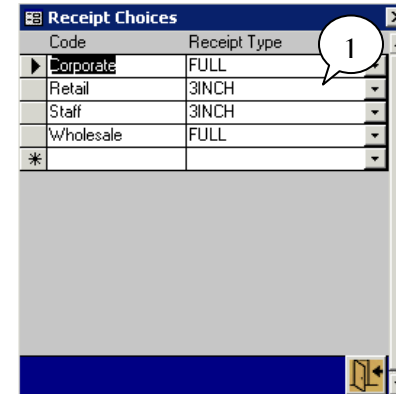 Receipt Choices
Code Receipt Type
1
Corporate FULL
Retail 3INCH
Staff 3INCH
Wholesale FULL